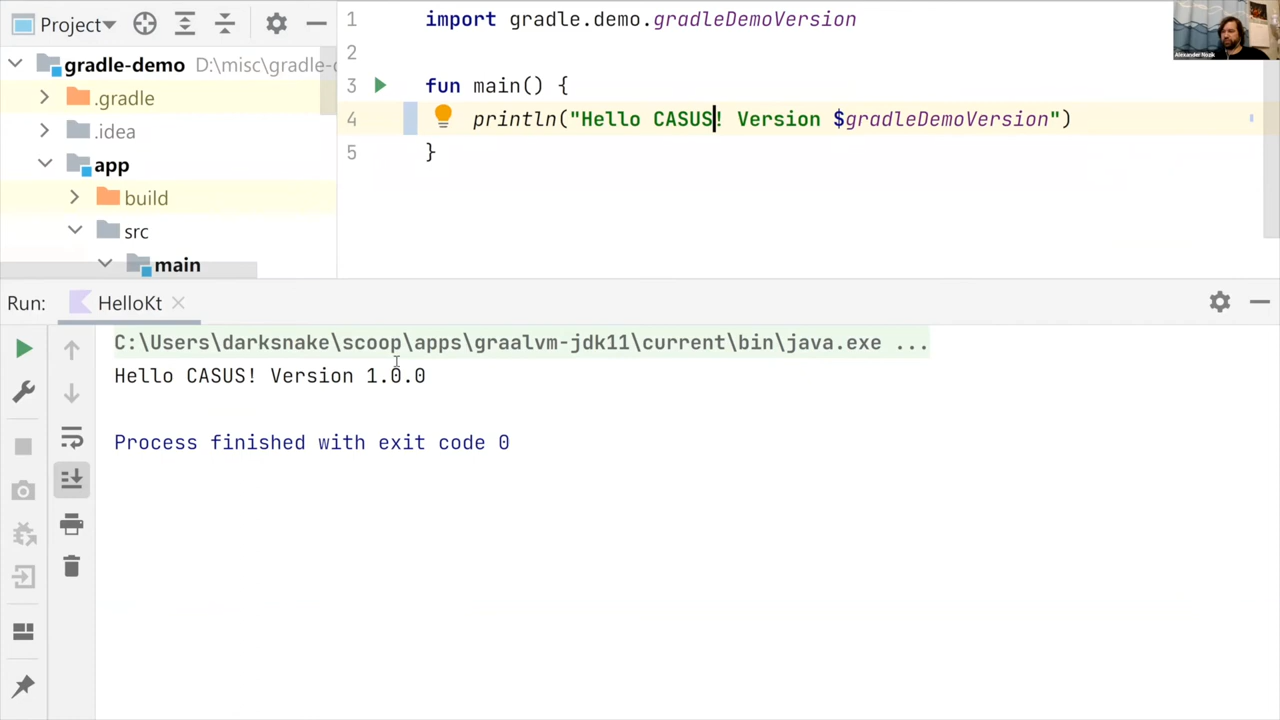 Project
gradle-demo D:\misc\gradle-
.gradle
.idea
app
build
src
main
1 import gradle.demo.gradleDemoVersion
2
3 fun main() {
4 println("Hello CASUS! Version $gradleDemoVersion")
5 }
Alexander Nozik
Run: HelloKt
C:\Users\darksnake\scoop\apps\graalvm-jdk11\current\bin\java.exe ...
Hello CASUS! Version 1.0.0
Process finished with exit code 0